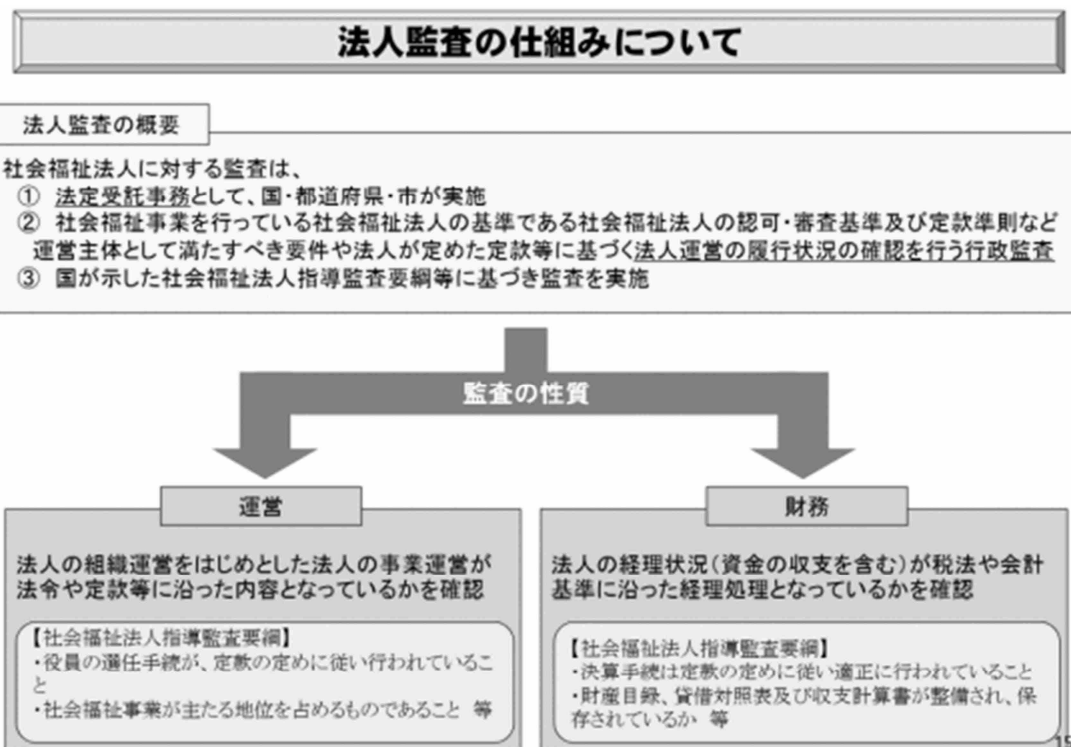 法人監査の仕組みについて
法人監査の概要
社会福祉法人に対する監査は、
① 法定受託事務として、国・都道府県・市が実施
② 社会福祉事業を行っている社会福祉法人の基準である社会福祉法人の認可・審査基準及び定款準則など
運営主体として満たすべき要件や法人が定めた定款等に基づく法人運営の履行状況の確認を行う行政監査
③ 国が示した社会福祉法人指導監査要綱等に基づき監査を実施
監査の性質
運営
法人の組織運営をはじめとした法人の事業運営が
法令や定款等に沿った内容となっているかを確認
【社会福祉法人指導監査要綱】
・役員の選任手続が、定款の定めに従い行われているこ
と
・社会福祉事業が主たる地位を占めるものであること 等
財務
法人の経理状況(資金の収支を含む)が税法や会計
基準に沿った経理処理となっているかを確認
【社会福祉法人指導監査要綱】
・決算手続は定款の定めに従い適正に行われていること
・財産目録、貸借対照表及び収支計算書が整備され、保
存されているか 等
15